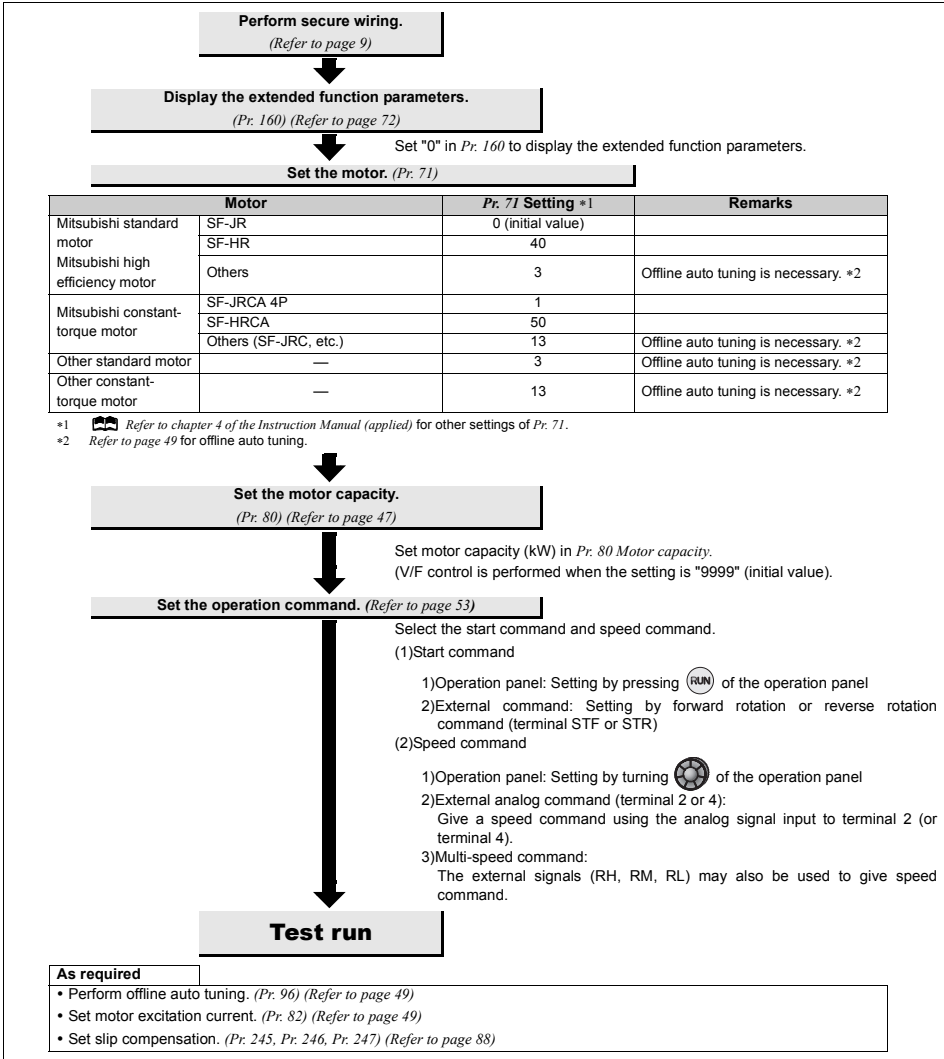 Perform secure wiring.
(Refer to page 9)
Display the extended function parameters.
(Pr. 160) (Refer to page 72)
Set "0" in Pr. 160 to display the extended function parameters.
Set the motor. (Pr. 71)
Motor Pr. 71 Setting *1 Remarks
Mitsubishi standard motor Mitsubishi high efficiency motor SF-JR 0 (initial value)
SF-HR 40
Others 3 Offline auto tuning is necessary. *2
Mitsubishi constant-torque motor SF-JRCA 4P 1
SF-HRCA 50
Others (SF-JRC, etc.) 13 Offline auto tuning is necessary. *2
Other standard motor — 3 Offline auto tuning is necessary. *2
Other constant-torque motor — 13 Offline auto tuning is necessary. *2
*1 Refer to chapter 4 of the Instruction Manual (applied) for other settings of Pr. 71.
*2 Refer to page 49 for offline auto tuning.
Set the motor capacity.
(Pr. 80) (Refer to page 47)
Set motor capacity (kW) in Pr. 80 Motor capacity.
(V/F control is performed when the setting is "9999" (initial value).
Set the operation command. (Refer to page 53)
Select the start command and speed command.
(1)Start command
1)Operation panel: Setting by pressing RUN of the operation panel
2)External command: Setting by forward rotation or reverse rotation
command (terminal STF or STR)
(2)Speed command
1)Operation panel: Setting by turning of the operation panel
2)External analog command (terminal 2 or 4):
Give a speed command using the analog signal input to terminal 2 (or
terminal 4).
3)Multi-speed command:
The external signals (RH, RM, RL) may also be used to give speed
command.
Test run
As required
• Perform offline auto tuning. (Pr. 96) (Refer to page 49)
• Set motor excitation current. (Pr. 82) (Refer to page 49)
• Set slip compensation. (Pr. 245, Pr. 246, Pr. 247) (Refer to page 88)